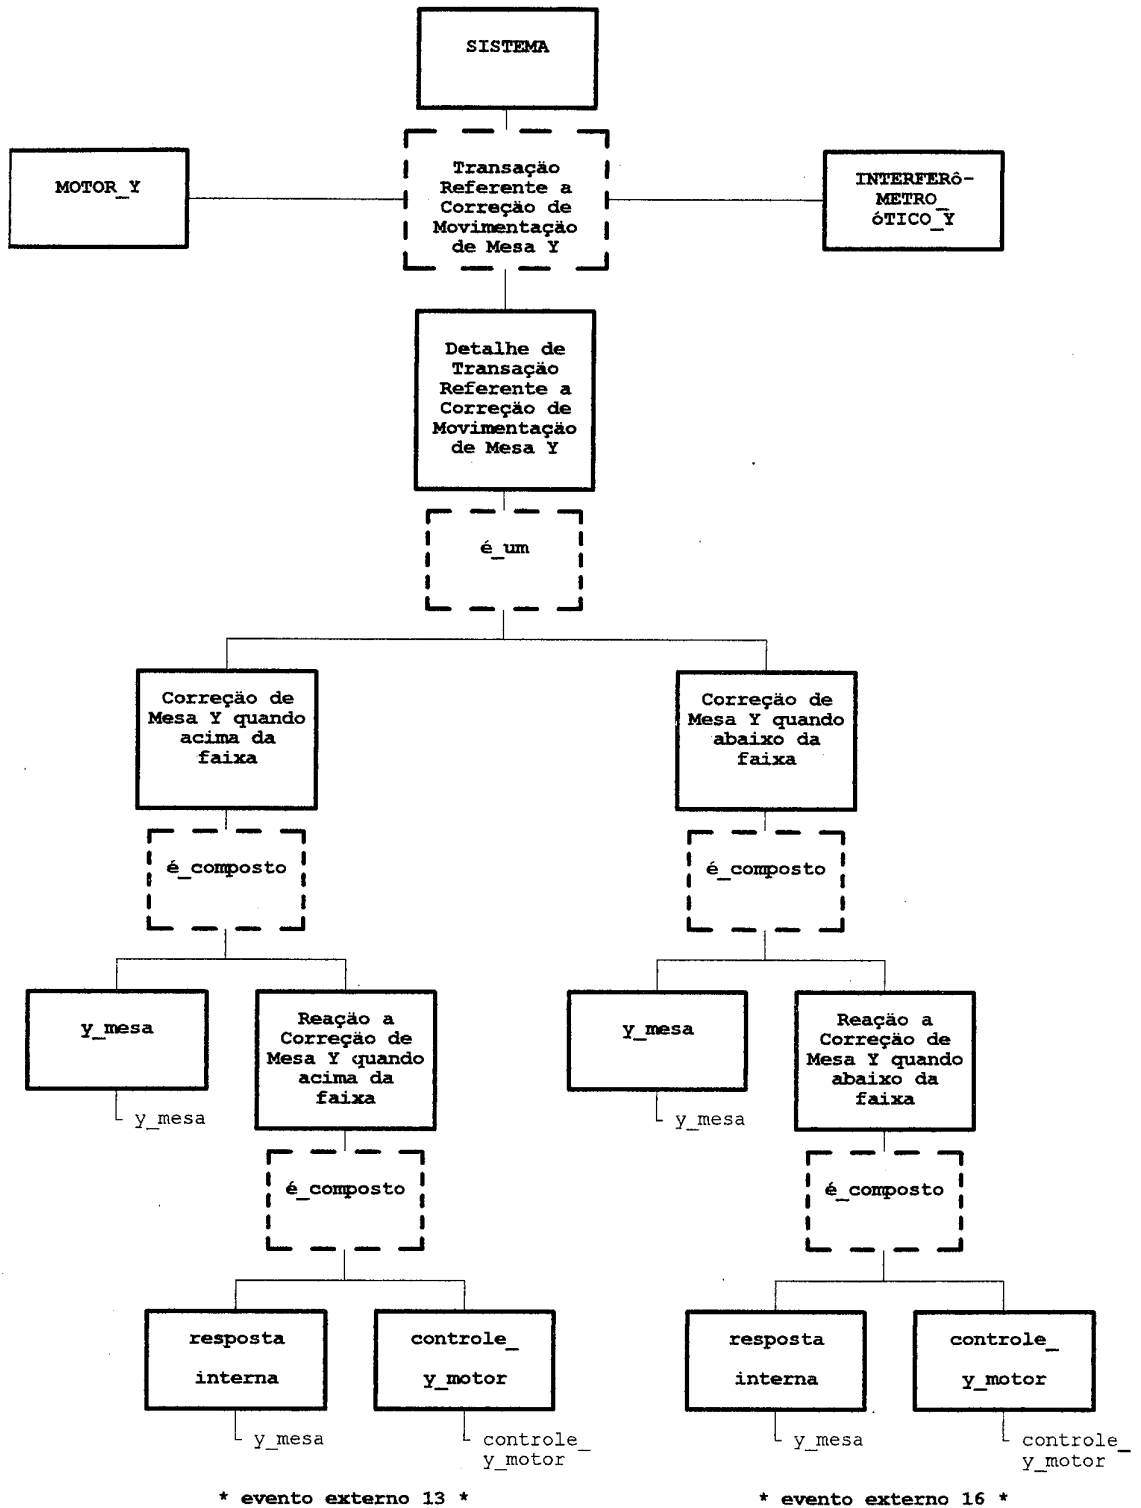 SISTEMA
MOTOR_Y
Transação
Referente a
Correção de
Movimentação
de Mesa Y
INTERFERô-
METRO_
óTICO_Y
Detalhe de
Transação
Referente a
Correção de
Movimentação
de Mesa Y
é_um
Correção de
Mesa Y quando
acima da
faixa
Correção de
Mesa Y quando
abaixo da
faixa
é_composto
é_composto
y_mesa
y_mesa
Reação a
Correção de
Mesa Y quando
acima da
faixa
y_mesa
y_mesa
Reação a
Correção de
Mesa Y quando
abaixo da
faixa
é_composto
é_composto
resposta
interna
y_mesa
controle_
y_motor
controle_
y_motor
resposta
interna
y_mesa
controle_
y_motor
controle_
y_motor
* evento externo 13 *
* evento externo 16 *